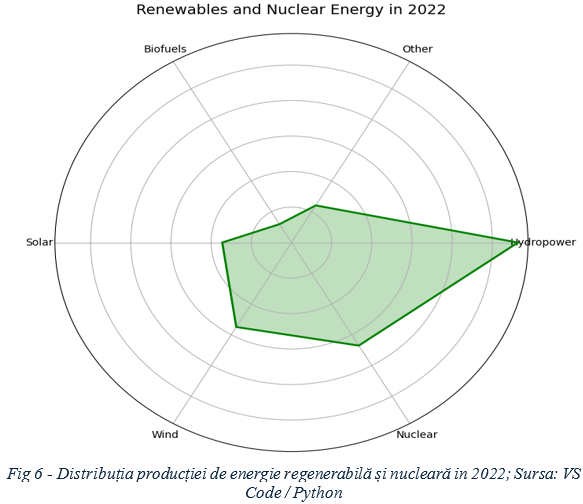 Renewables and Nuclear Energy in 2022
Biofuels
Other
Solar
Hydropower
Wind
Nuclear
Fig 6 - Distribuția producției de energie regenerabilă și nucleară in 2022; Sursa: VS
Code / Python